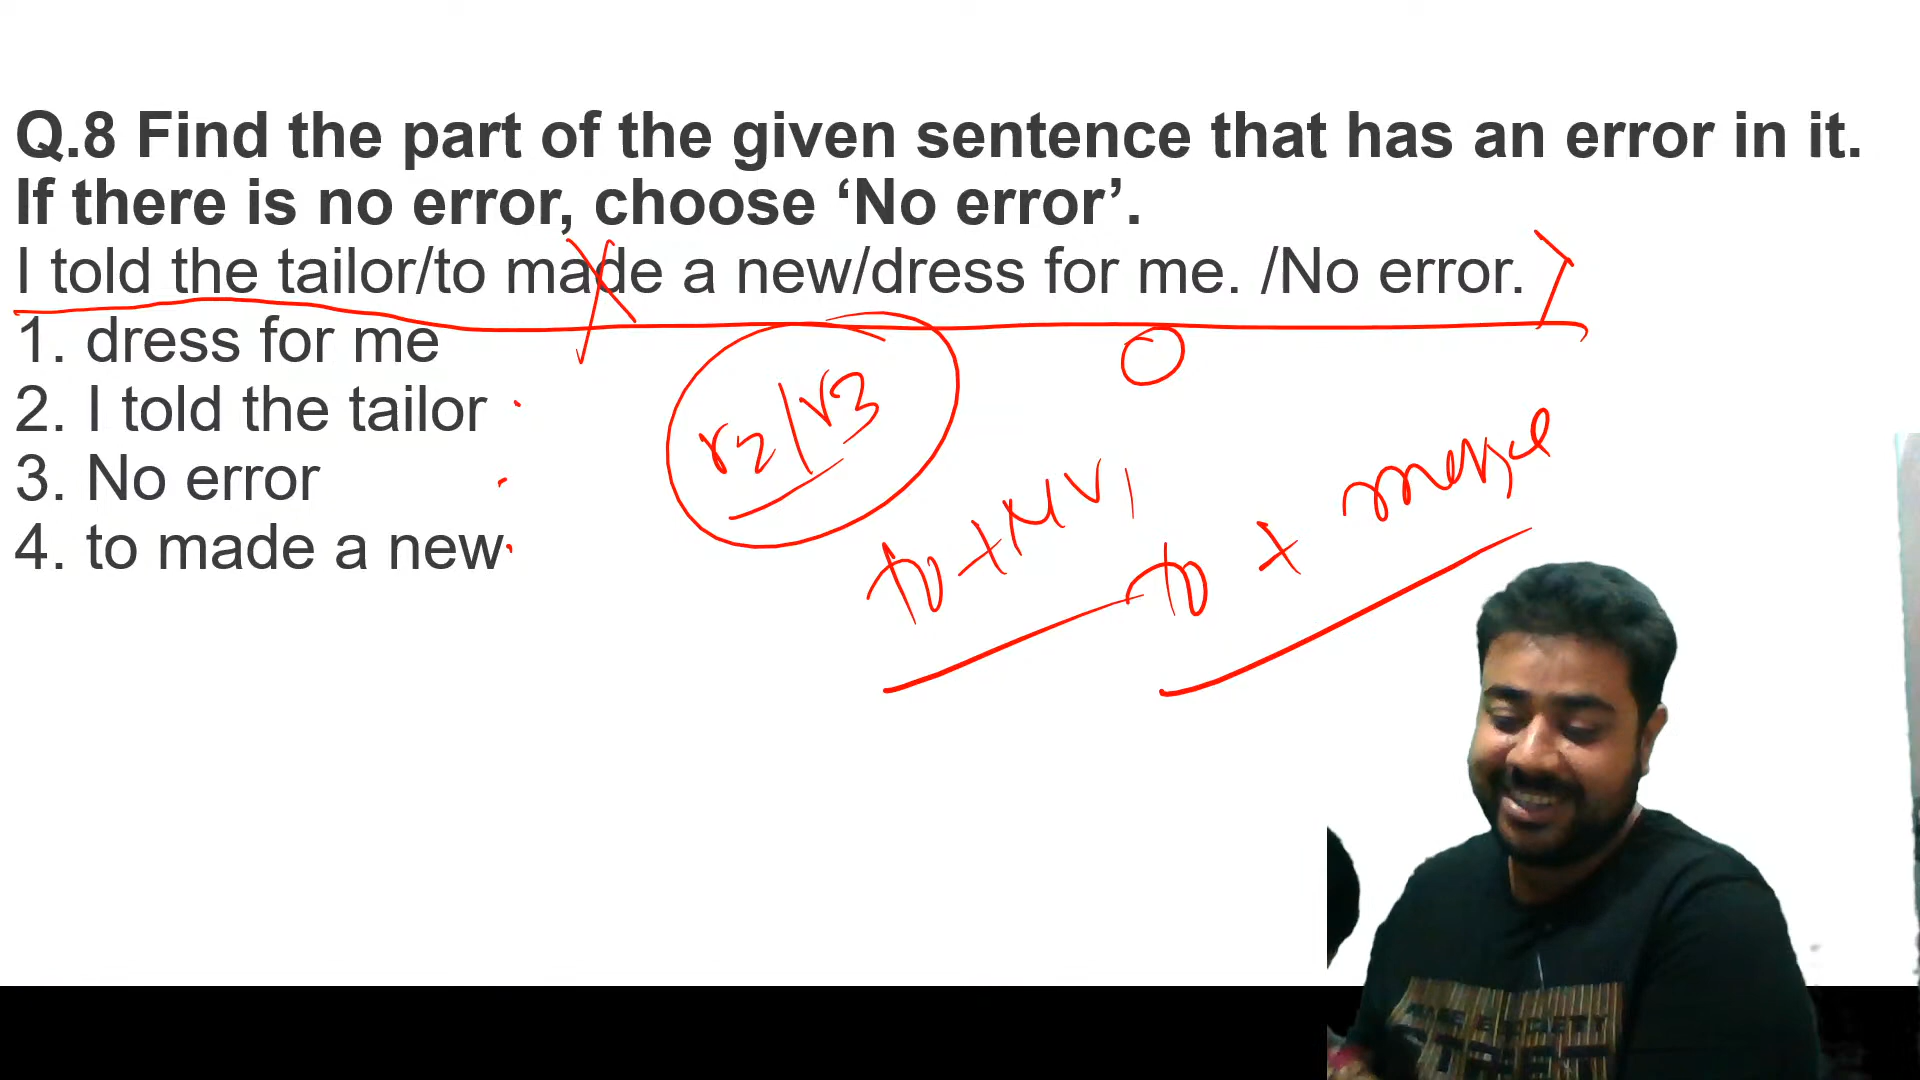 Q.8 Find the part of the given sentence that has an error in it.
If there is no error, choose ‘No error’.
I told the tailor/to made a new/dress for me. /No error.
1. dress for me
2. I told the tailor
3. No error
4. to made a new
v2/v3
to + MV1
to +